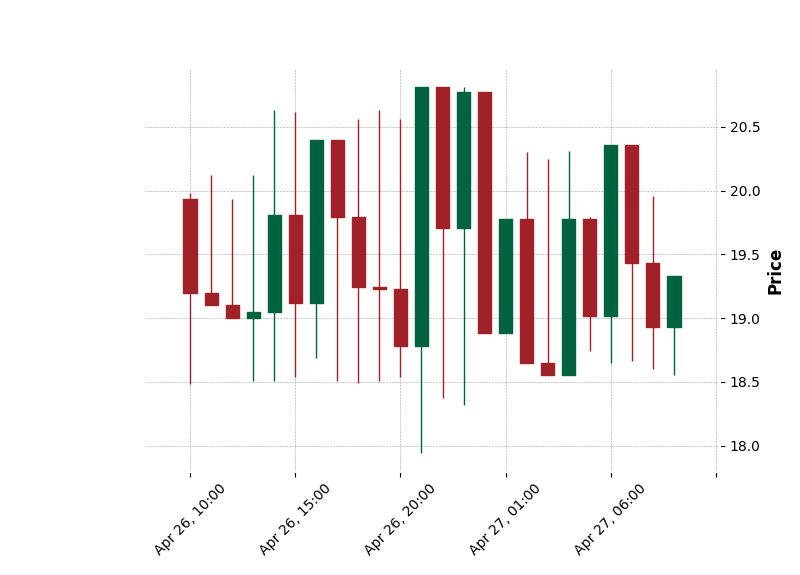 20.5
20.0
19.5
19.0
18.5
18.0
Price
Apr 26, 10:00
Apr 26, 15:00
Apr 26, 20:00
Apr 27, 01:00
Apr 27, 06:00